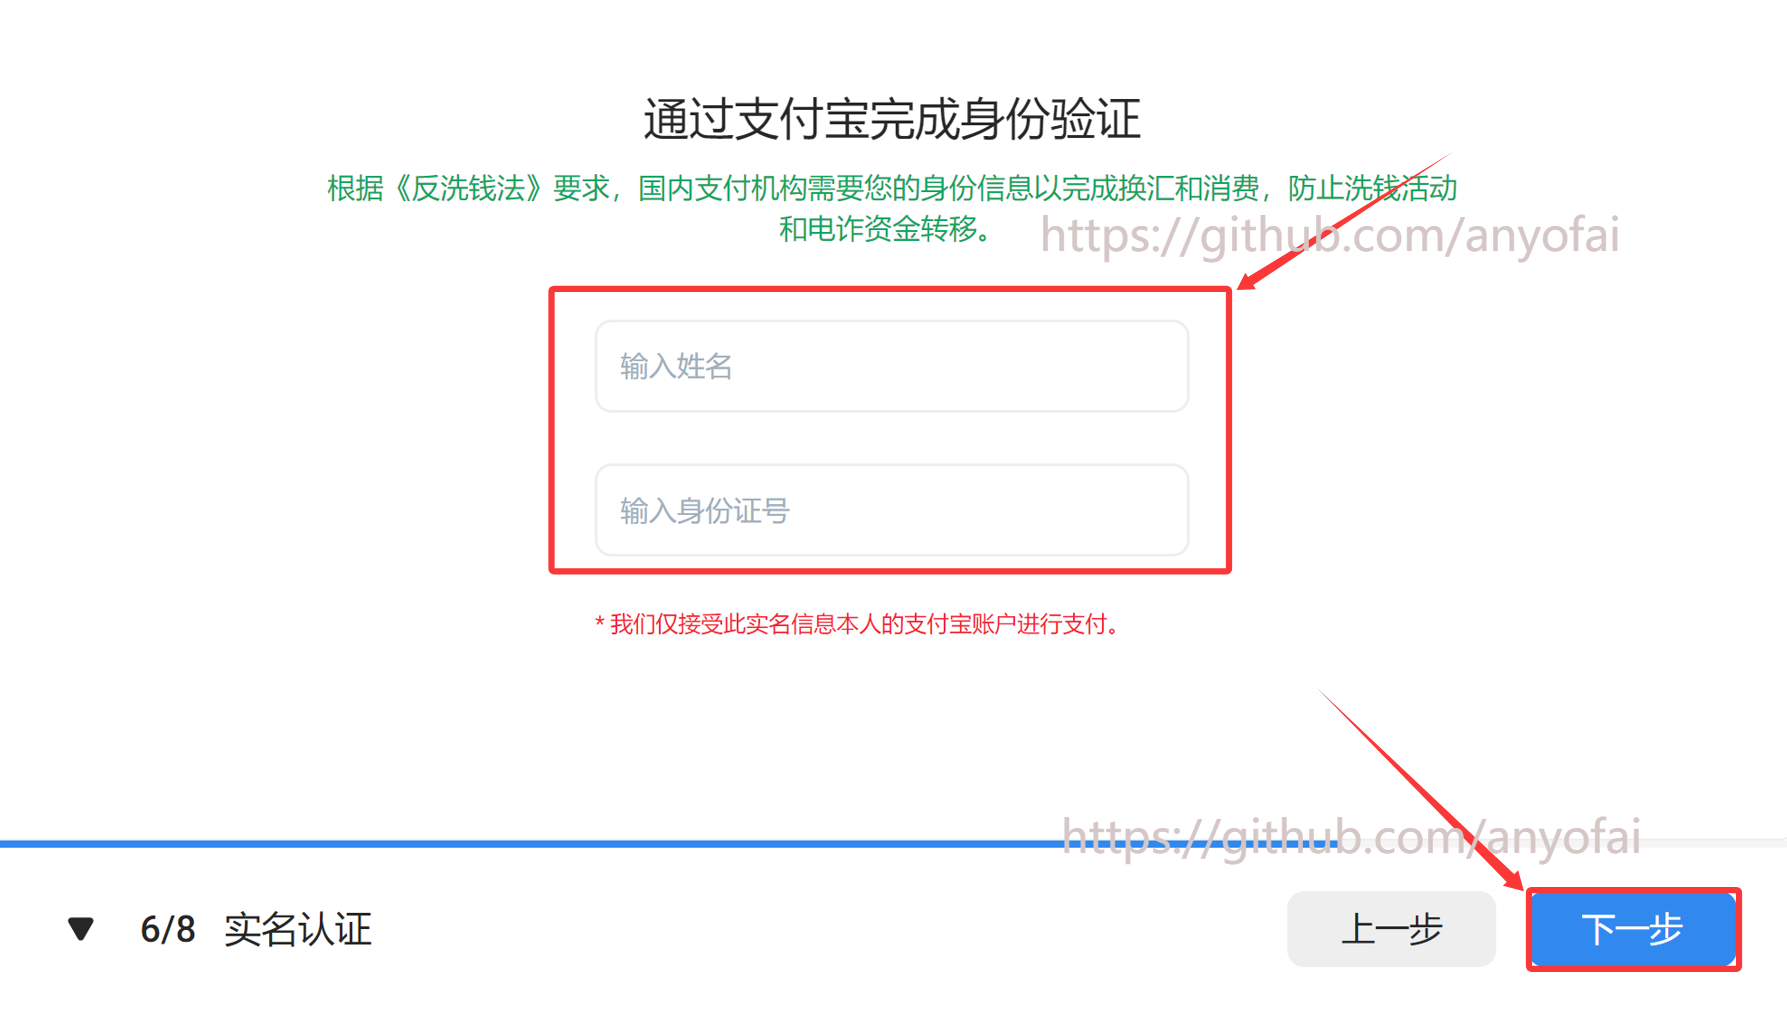 通过支付宝完成身份验证
根据《反洗钱法》要求，国内支付机构需要您的身份信息以完成换汇和消费，防止洗钱活动
和电诈资金转移。
https://github.com/anyofai
输入姓名
输入身份证号
* 我们仅接受此实名信息本人的支付宝账户进行支付。
https://github.com/anyofai
6/8 实名认证
上一步
下一步